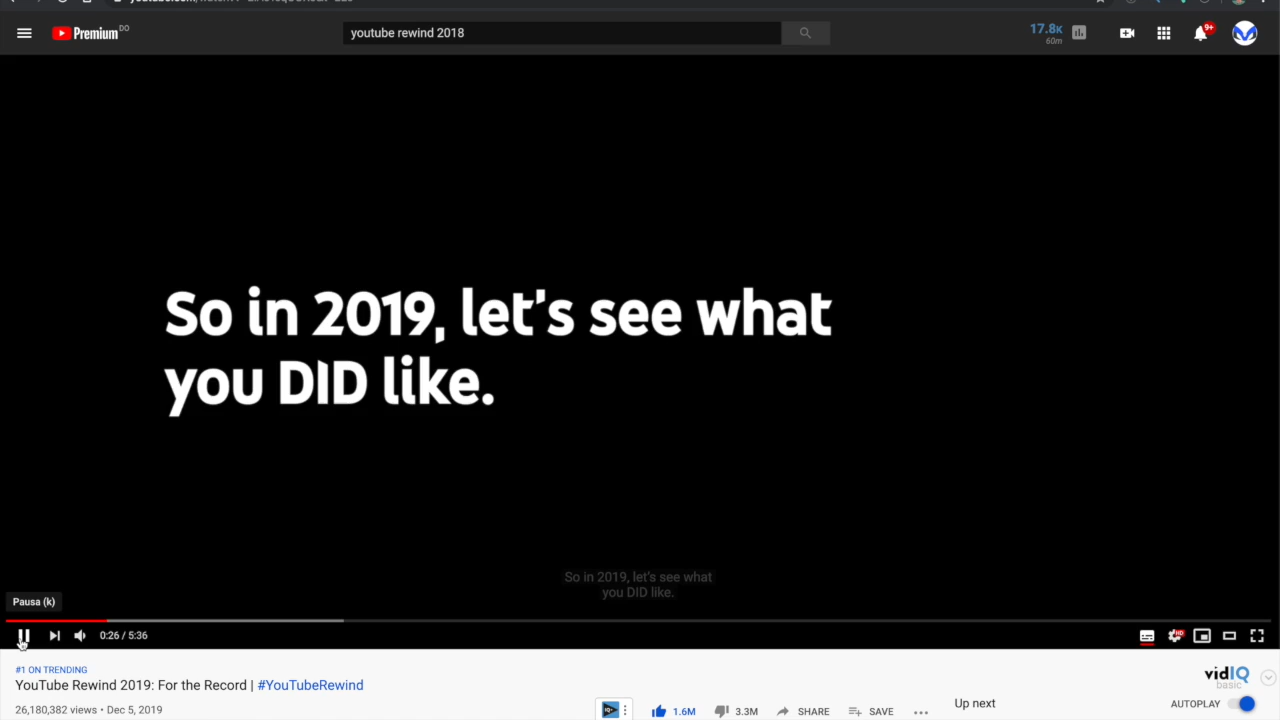 Premium DO
youtube rewind 2018
17.8K
60m
9+
So in 2019, let's see what
you DID like.
So in 2019, let's see what
you DID like.
Pausa (k)
0:26 / 5:36
HD
#1 ON TRENDING
YouTube Rewind 2019: For the Record | #YouTubeRewind
26,180,382 views • Dec 5, 2019
1.6M
3.3M
SHARE
SAVE
Up next
vidIQ
basic
AUTOPLAY